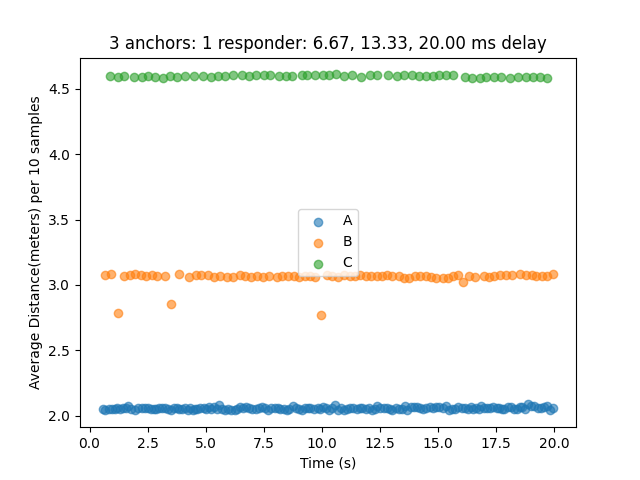 3 anchors: 1 responder: 6.67, 13.33, 20.00 ms delay
Average Distance(meters) per 10 samples
4.5
4.0
3.5
3.0
2.5
2.0
A
B
C
0.0 2.5 5.0 7.5 10.0 12.5 15.0 17.5 20.0
Time (s)